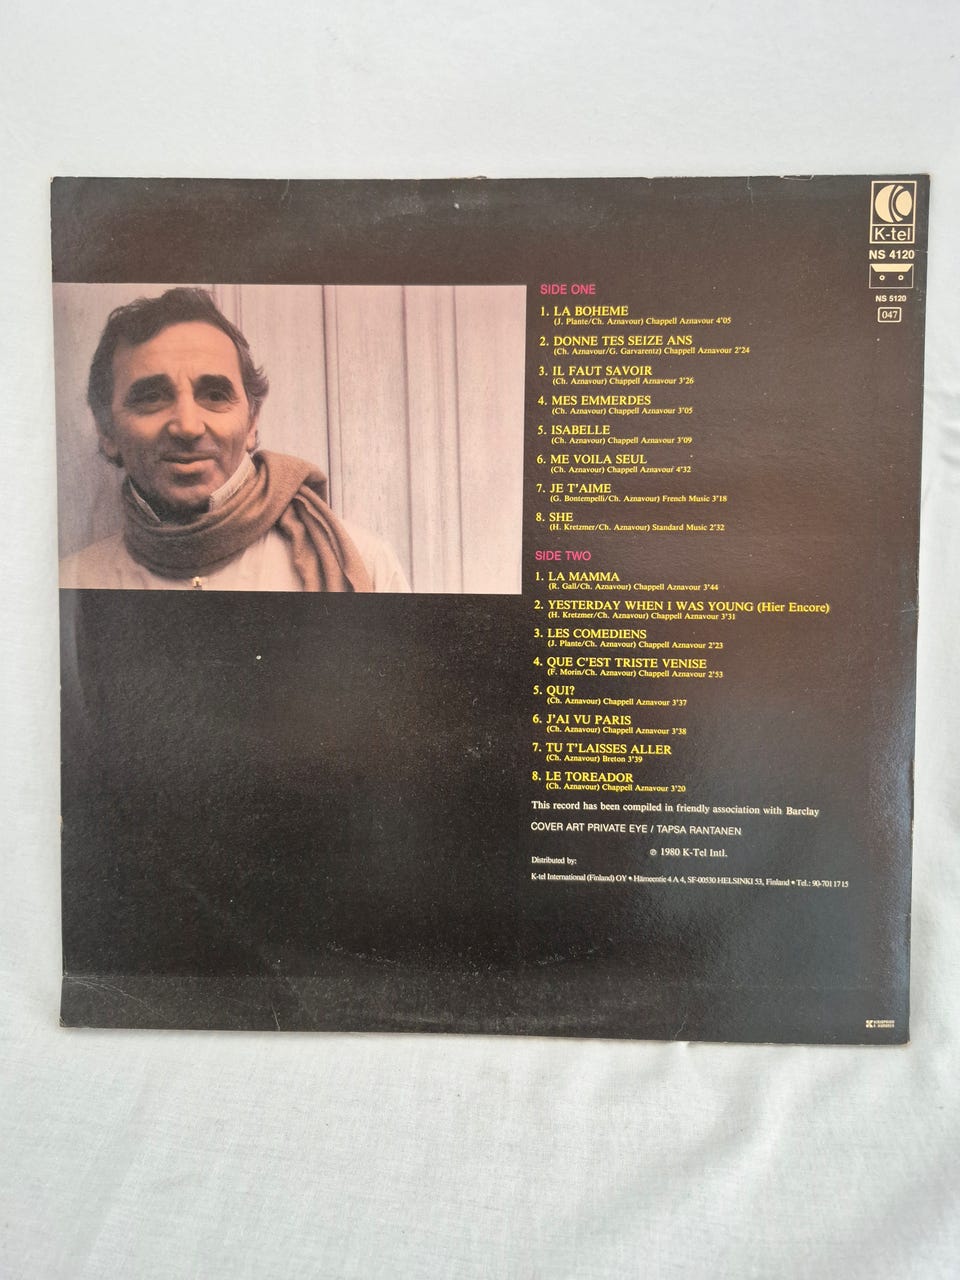 K-tel
NS 4120
NS 5120
047
SIDE ONE
1. LA BOHEME
(J. Plante/Ch. Aznavour) Chappell Aznavour 4'05
2. DONNE TES SEIZE ANS
(Ch. Aznavour/G. Garvarentz) Chappell Aznavour 2'24
3. IL FAUT SAVOIR
(Ch. Aznavour) Chappell Aznavour 3'26
4. MES EMMERDES
(Ch. Aznavour) Chappell Aznavour 3'05
5. ISABELLE
(Ch. Aznavour) Chappell Aznavour 3'09
6. ME VOILA SEUL
(Ch. Aznavour) Chappell Aznavour 4'32
7. JE T'AIME
(G. Bontempelli/Ch. Aznavour) French Music 3'18
8. SHE
(H. Kretzmer/Ch. Aznavour) Standard Music 2'32
SIDE TWO
1. LA MAMMA
(R. Gall/Ch. Aznavour) Chappell Aznavour 3'44
2. YESTERDAY WHEN I WAS YOUNG (Hier Encore)
(H. Kretzmer/Ch. Aznavour) Chappell Aznavour 3'31
3. LES COMEDIENS
(J. Plante/Ch. Aznavour) Chappell Aznavour 2'23
4. QUE C'EST TRISTE VENISE
(F. Morin/Ch. Aznavour) Chappell Aznavour 2'53
5. QUI?
(Ch. Aznavour) Chappell Aznavour 3'37
6. J'AI VU PARIS
(Ch. Aznavour) Chappell Aznavour 3'38
7. TU T'LAISSES ALLER
(Ch. Aznavour) Breton 3'39
8. LE TOREADOR
(Ch. Aznavour) Chappell Aznavour 3'20
This record has been compiled in friendly association with Barclay
COVER ART PRIVATE EYE / TAPSA RANTANEN
℗ 1980 K-Tel Intl.
Distributed by:
K-tel International (Finland) OY • Hämeentie 4 A 4, SF-00530 HELSINKI 53, Finland • Tel.: 90-701 17 15